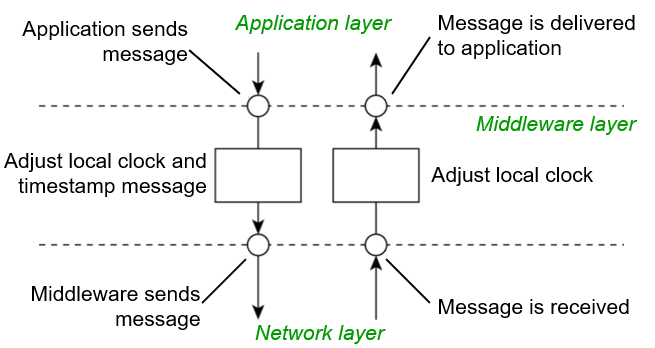 Application sends
message
Application layer
Message is delivered
to application
Middleware layer
Adjust local clock and
timestamp message
Adjust local clock
Middleware sends
message
Message is received
Network layer